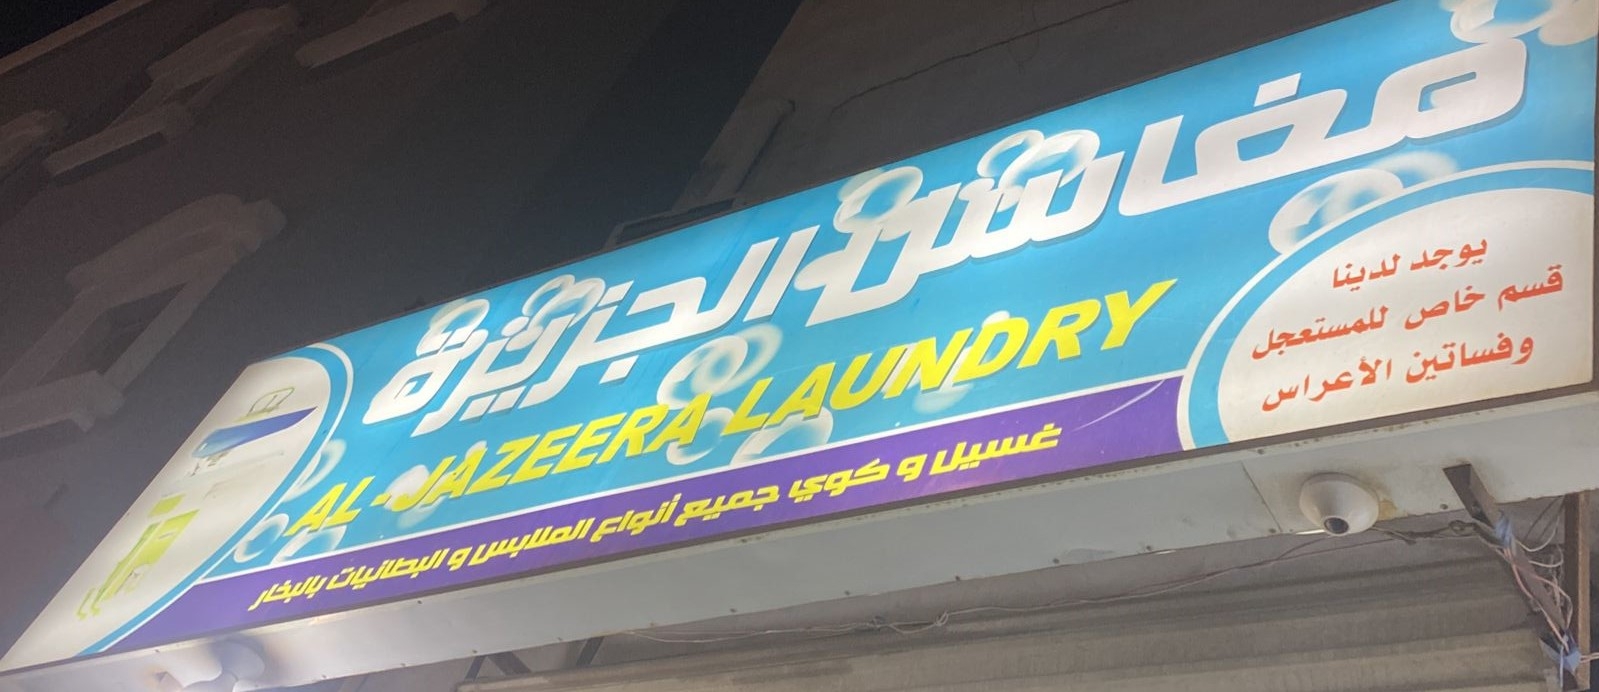 مغاسل الجزيرة
AL-JAZEERA LAUNDRY
غسيل و كوي جميع أنواع الملابس و البطانيات بالبخار
يوجد لدينا
قسم خاص للمستعجل
وفساتين الأعراس